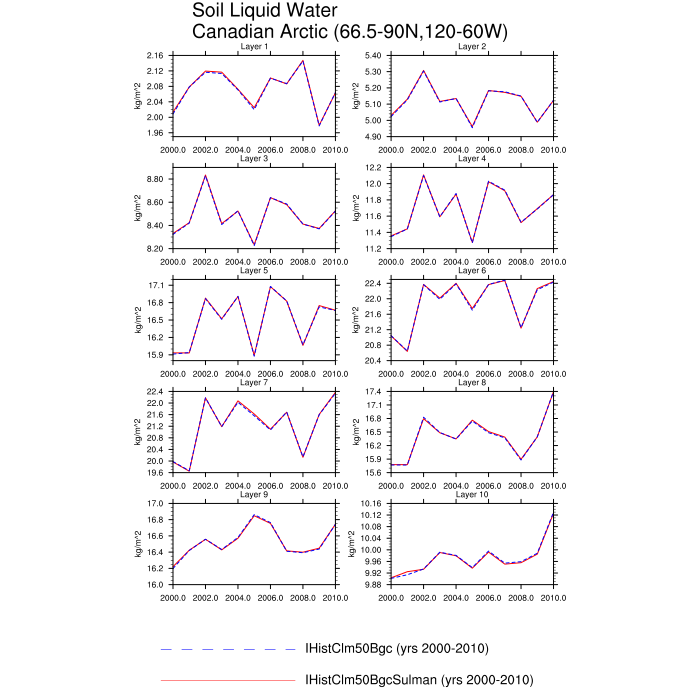 Soil Liquid Water
Canadian Arctic (66.5-90N,120-60W)
Layer 1
2.16
2.12
2.08
2.04
2.00
1.96
kg/m^2
2000.0 2002.0 2004.0 2006.0 2008.0 2010.0
Layer 2
5.40
5.30
5.20
5.10
5.00
4.90
kg/m^2
2000.0 2002.0 2004.0 2006.0 2008.0 2010.0
Layer 3
8.80
8.60
8.40
8.20
kg/m^2
2000.0 2002.0 2004.0 2006.0 2008.0 2010.0
Layer 4
12.2
12.0
11.8
11.6
11.4
11.2
kg/m^2
2000.0 2002.0 2004.0 2006.0 2008.0 2010.0
Layer 5
17.1
16.8
16.5
16.2
15.9
kg/m^2
2000.0 2002.0 2004.0 2006.0 2008.0 2010.0
Layer 6
22.4
22.0
21.6
21.2
20.8
20.4
kg/m^2
2000.0 2002.0 2004.0 2006.0 2008.0 2010.0
Layer 7
22.4
22.0
21.6
21.2
20.8
20.4
20.0
19.6
kg/m^2
2000.0 2002.0 2004.0 2006.0 2008.0 2010.0
Layer 8
17.4
17.1
16.8
16.5
16.2
15.9
15.6
kg/m^2
2000.0 2002.0 2004.0 2006.0 2008.0 2010.0
Layer 9
17.0
16.8
16.6
16.4
16.2
16.0
kg/m^2
2000.0 2002.0 2004.0 2006.0 2008.0 2010.0
Layer 10
10.16
10.12
10.08
10.04
10.00
9.96
9.92
9.88
kg/m^2
2000.0 2002.0 2004.0 2006.0 2008.0 2010.0
IHistClm50Bgc (yrs 2000-2010)
IHistClm50BgcSulman (yrs 2000-2010)